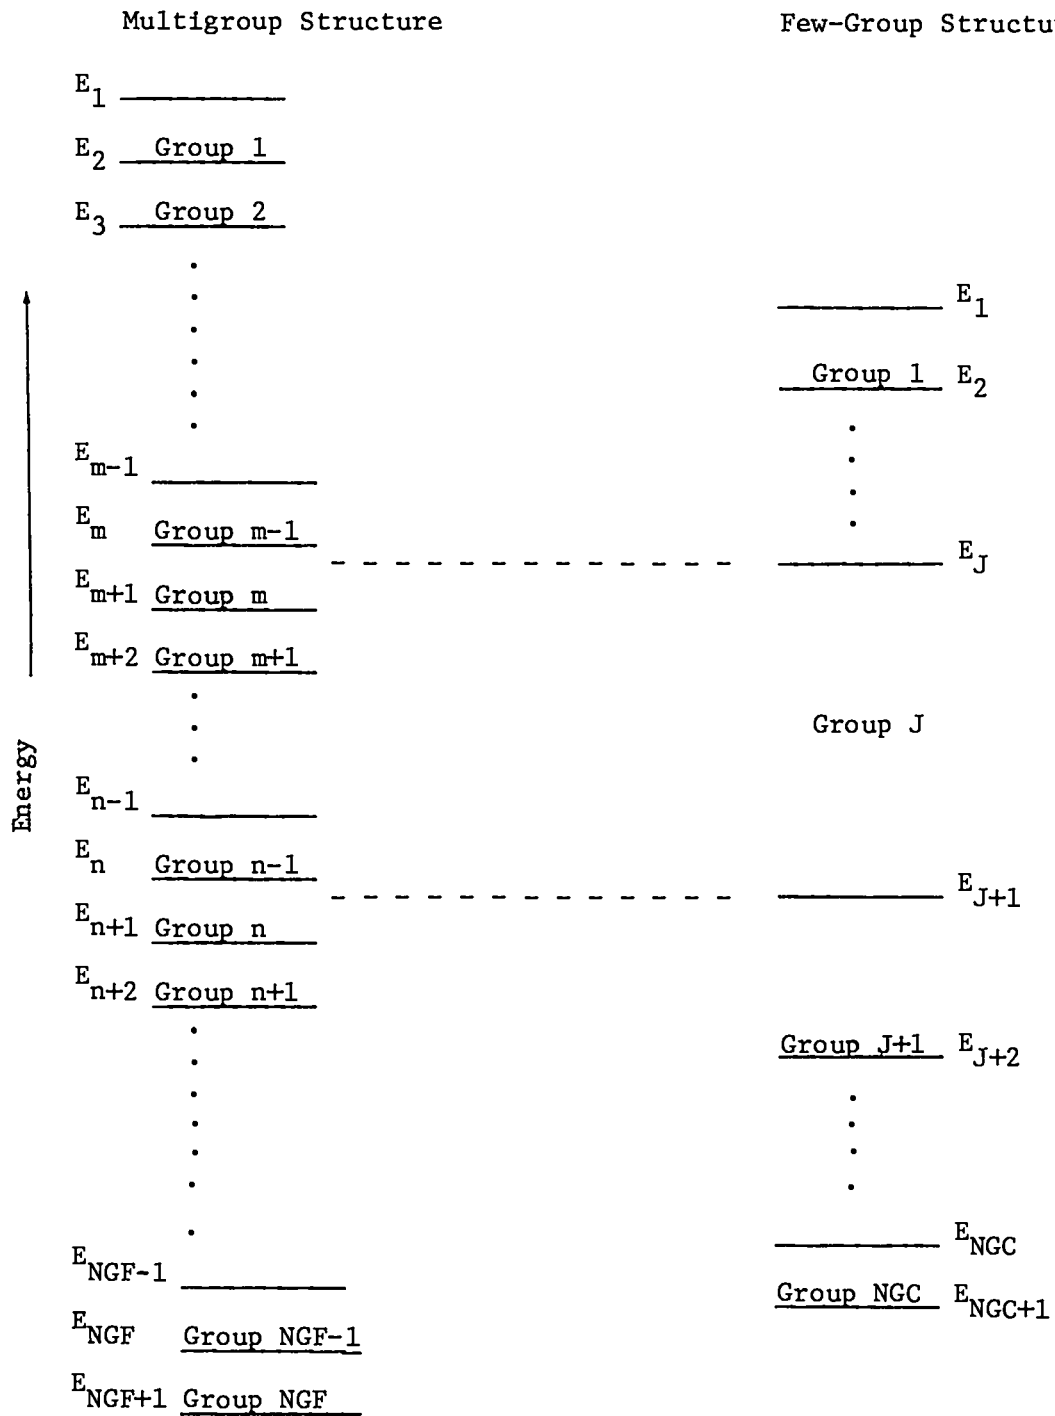 Multigroup Structure
Few-Group Structu
E1
E2 Group 1
E3 Group 2
Em-1
Em Group m-1
Em+1 Group m
Em+2 Group m+1
En-1
En Group n-1
En+1 Group n
En+2 Group n+1
ENGF-1
ENGF Group NGF-1
ENGF+1 Group NGF
Energy
E1
Group 1 E2
EJ
Group J
EJ+1
Group J+1 EJ+2
ENGC
Group NGC ENGC+1